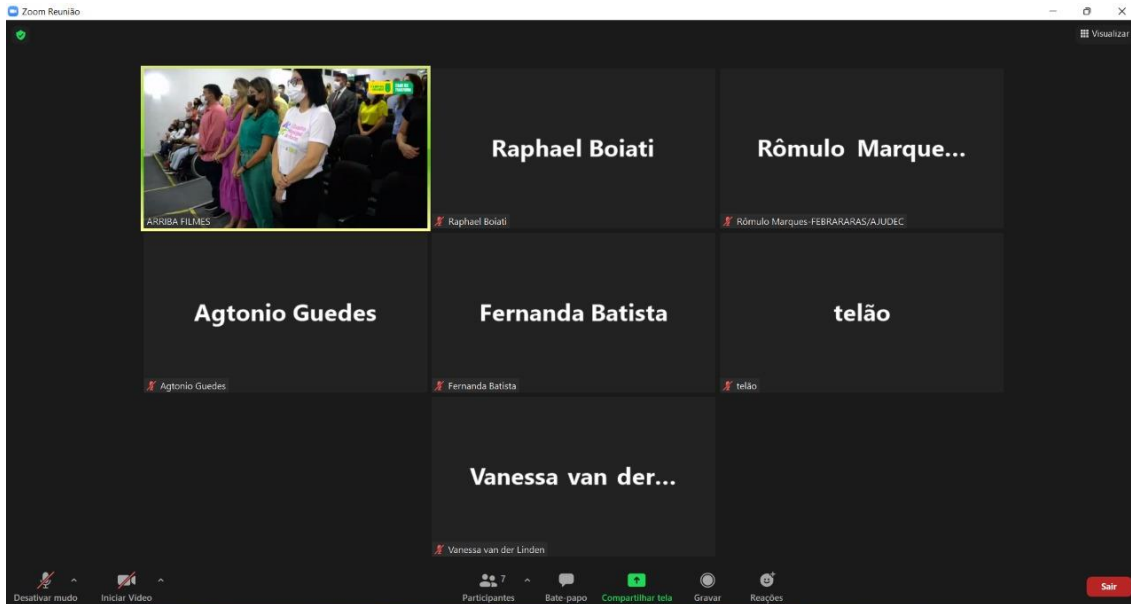 Zoom Reunião
Visualizar
ARRIBA FILMES
Raphael Boiati
Raphael Boiati
Rômulo Marque...
Rômulo Marques-FEBRARARAS/AJUDEC
Agtonio Guedes
Agtonio Guedes
Fernanda Batista
Fernanda Batista
telão
telão
Vanessa van der...
Vanessa van der Linden
Desativar mudo
Iniciar Vídeo
7
Participantes
Bate-papo
Compartilhar tela
Gravar
Reações
Sair